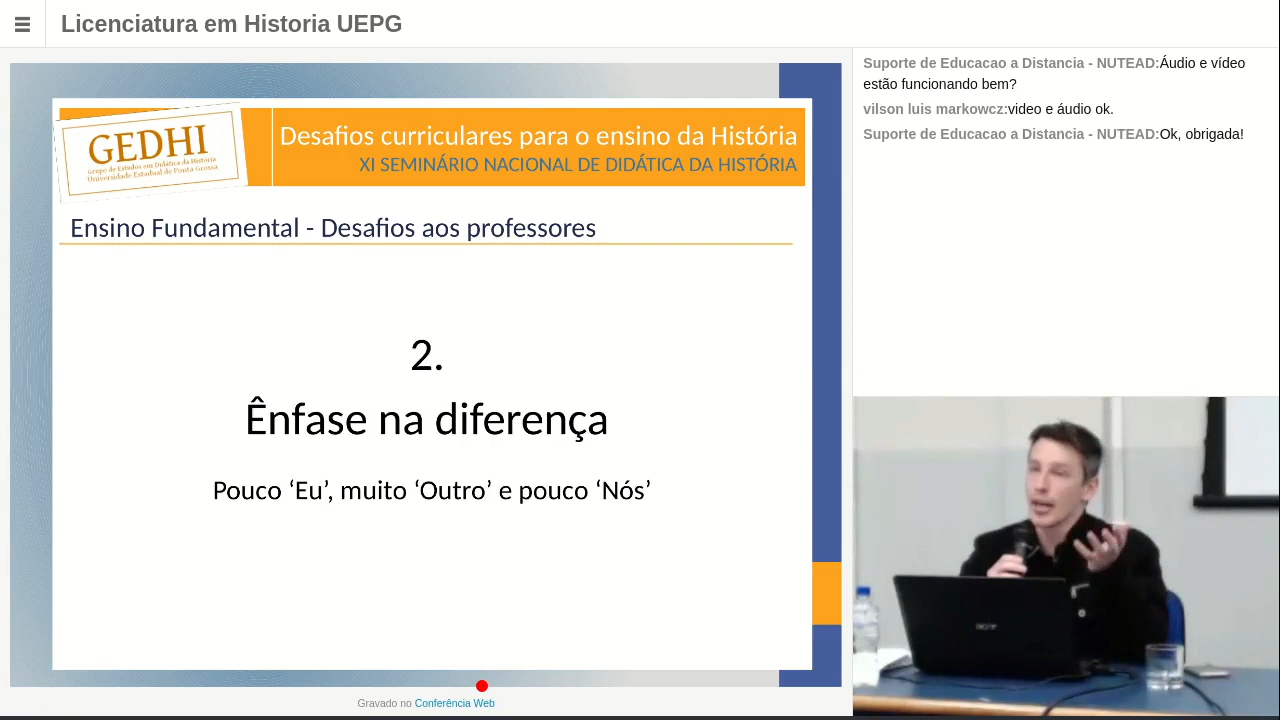 Licenciatura em Historia UEPG
GEDHI
Grupo de Estudos em Didática da História
Universidade Estadual de Ponta Grossa
Desafios curriculares para o ensino da História
XI SEMINÁRIO NACIONAL DE DIDÁTICA DA HISTÓRIA
Ensino Fundamental - Desafios aos professores
2.
Ênfase na diferença
Pouco ‘Eu’, muito ‘Outro’ e pouco ‘Nós’
Gravado no Conferência Web
Suporte de Educacao a Distancia - NUTEAD:Áudio e vídeo
estão funcionando bem?
vilson luis markowcz:video e áudio ok.
Suporte de Educacao a Distancia - NUTEAD:Ok, obrigada!
acer